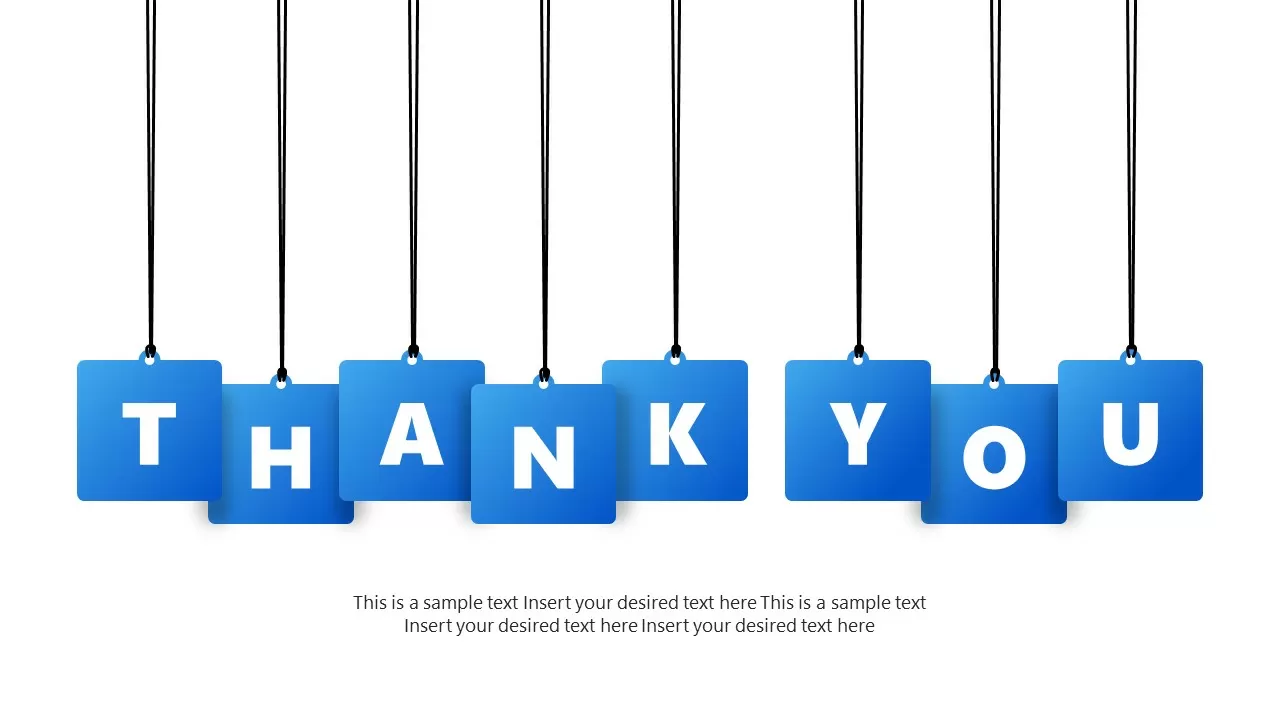 THANK YOU
This is a sample text Insert your desired text here This is a sample text
Insert your desired text here Insert your desired text here